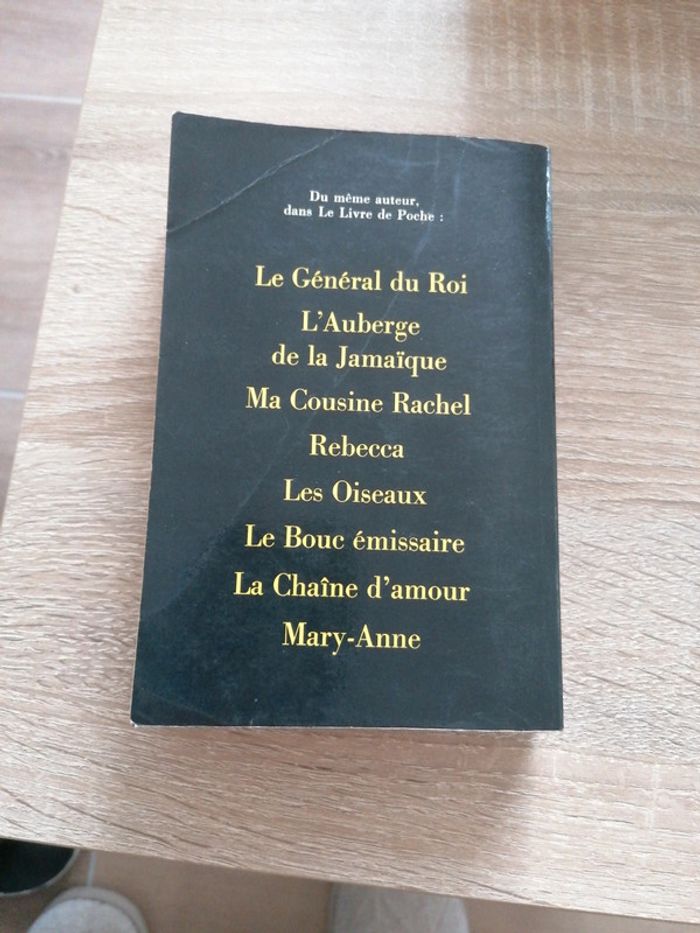 Du même auteur,
dans Le Livre de Poche :
Le Général du Roi
L'Auberge
de la Jamaïque
Ma Cousine Rachel
Rebecca
Les Oiseaux
Le Bouc émissaire
La Chaîne d'amour
Mary-Anne